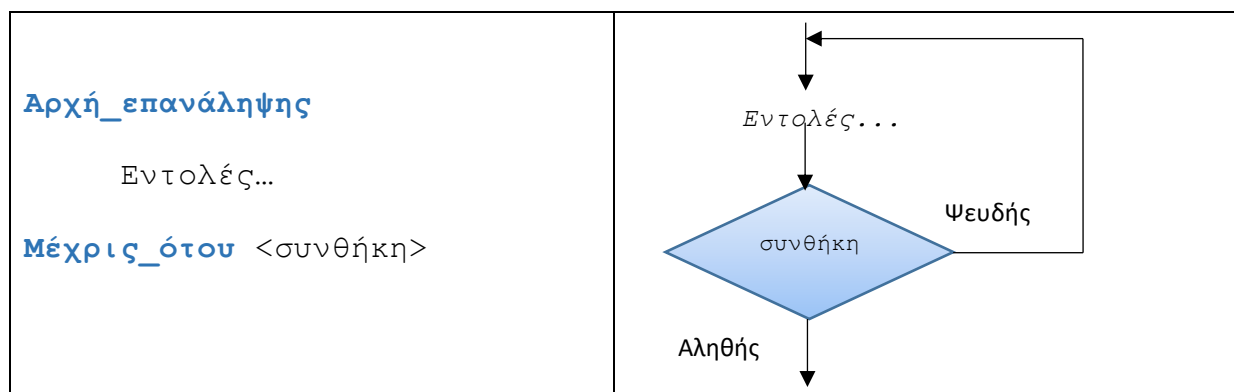 Αρχή_επανάληψης
Εντολές…
Μέχρις_ότου <συνθήκη>
Εντολές...
Ψευδής
συνθήκη
Αληθής